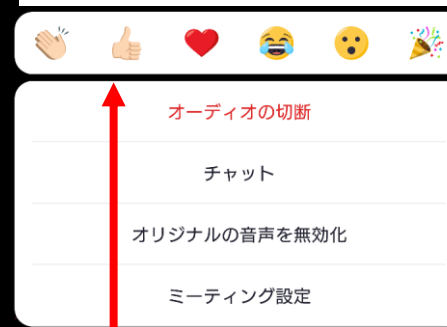 オーディオの切断
チャット
オリジナルの音声を無効化
ミーティング設定